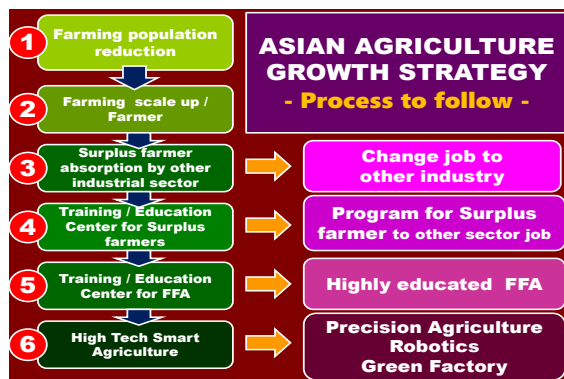 ASIAN AGRICULTURE
GROWTH STRATEGY
- Process to follow -
1
Farming population
reduction
2
Farming scale up /
Farmer
3
Surplus farmer
absorption by other
industrial sector
Change job to
other industry
4
Training / Education
Center for Surplus
farmers
Program for Surplus
farmer to other sector job
5
Training / Education
Center for FFA
Highly educated FFA
6
High Tech Smart
Agriculture
Precision Agriculture
Robotics
Green Factory